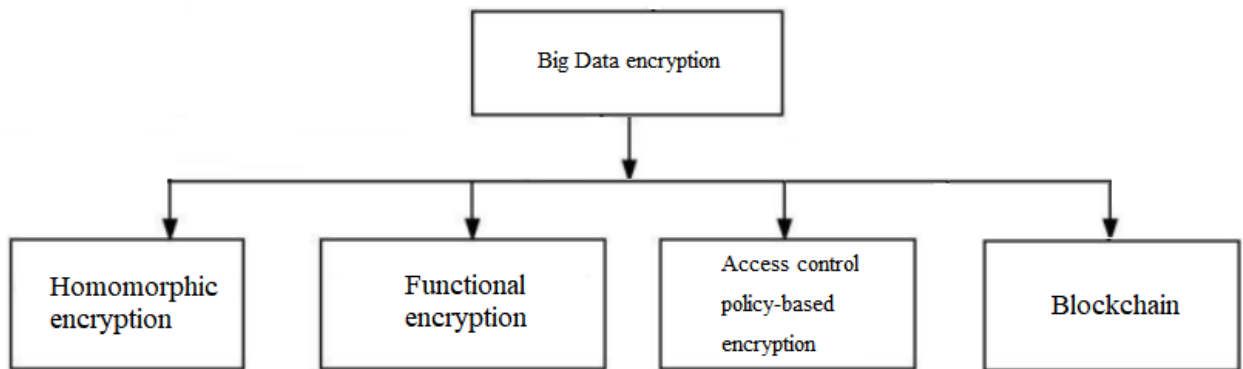 Big Data encryption
Homomorphic
encryption
Functional
encryption
Access control
policy-based
encryption
Blockchain